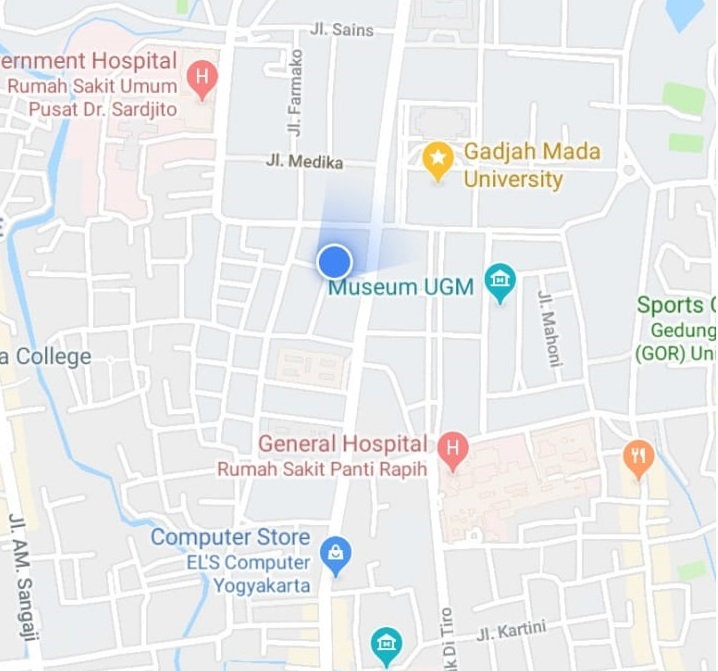 Jl. Sains
ernment Hospital
Rumah Sakit Umum
Pusat Dr. Sardjito
Jl. Farmako
Jl. Medika
Gadjah Mada
University
Museum UGM
Jl. Mahoni
Sports
Gedung
(GOR) Uni
a College
General Hospital
Rumah Sakit Panti Rapih
Jl. AM. Sangaji
Computer Store
EL'S Computer
Yogyakarta
k Di Tiro
Jl. Kartini